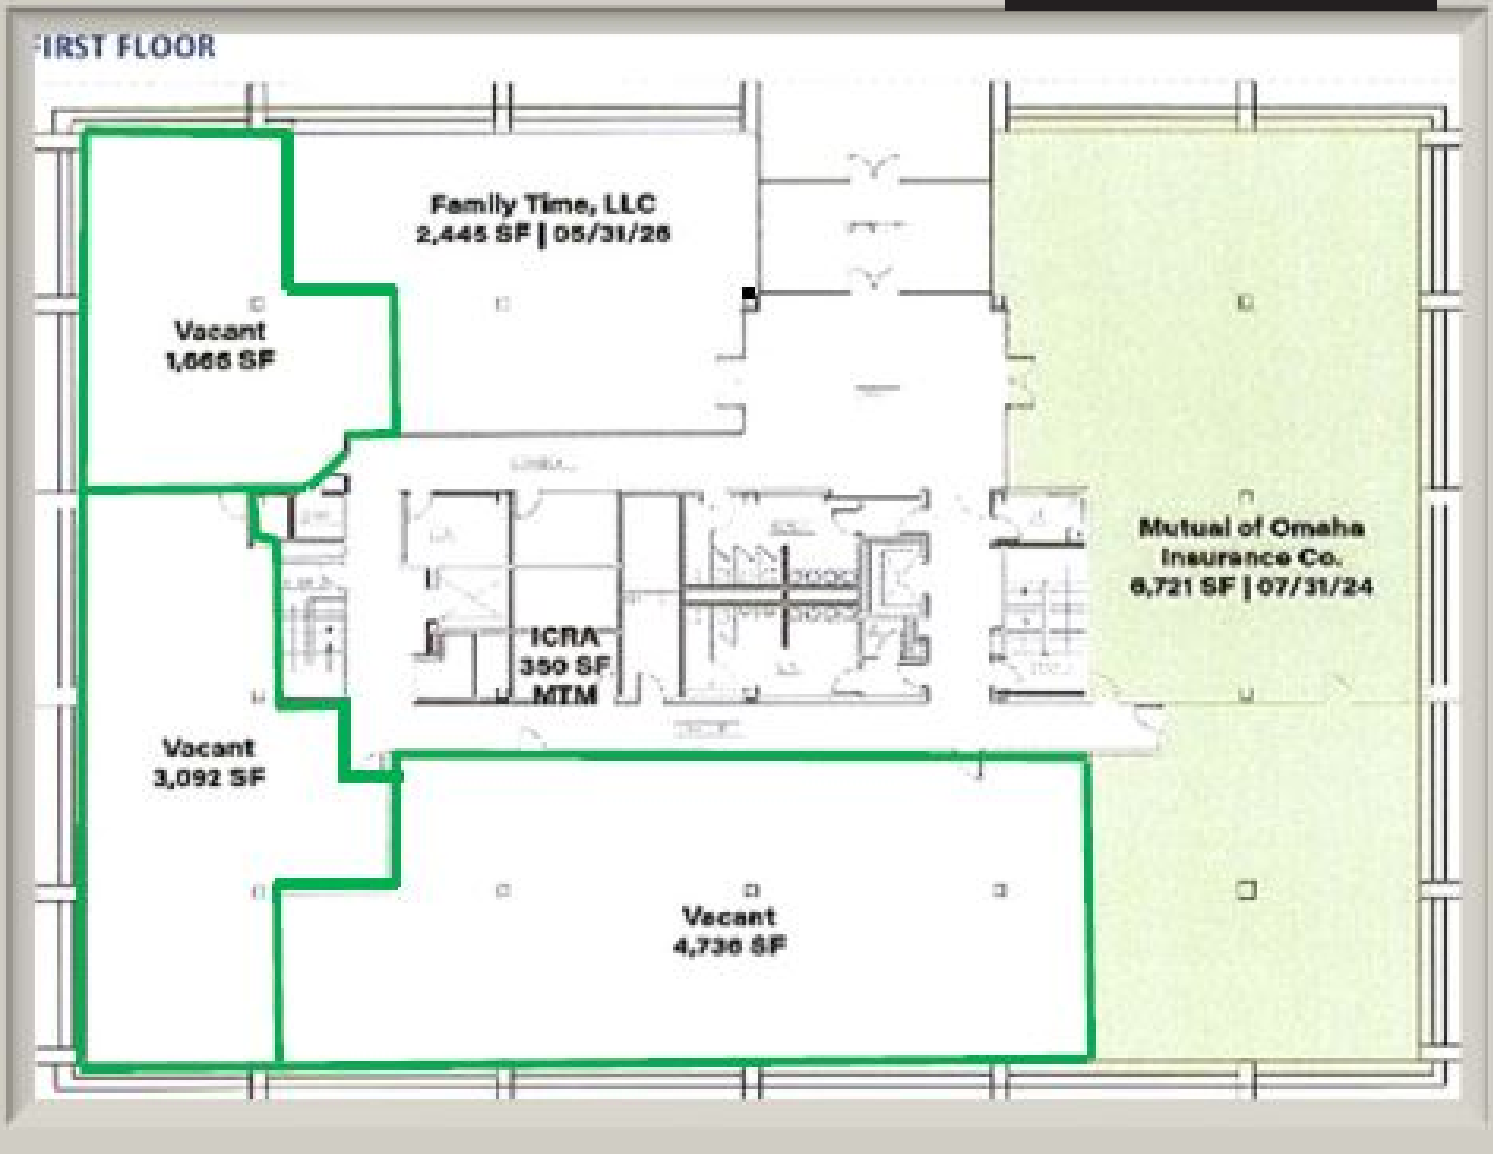 FIRST FLOOR
Family Time, LLC
2,445 SF | 05/31/26
Vacant
1,666 SF
Mutual of Omaha
Insurance Co.
6,721 SF | 07/31/24
ICRA
350 SF
MTM
Vacant
3,092 SF
Vacant
4,736 SF